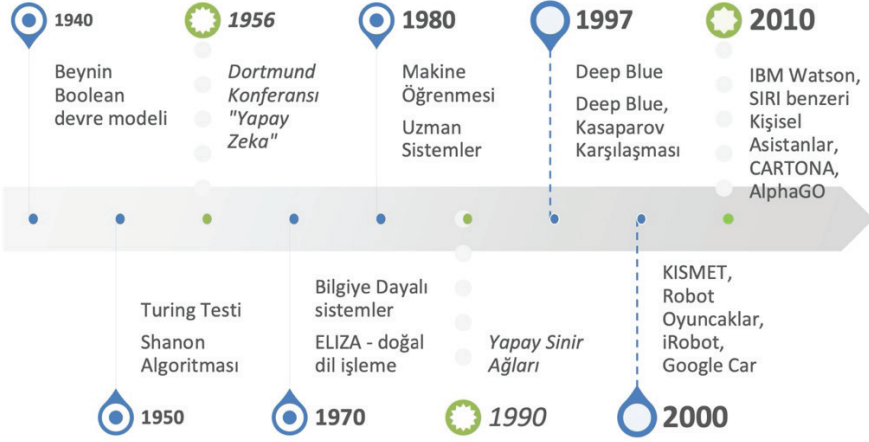 1940
Beynin
Boolean
devre modeli
1956
Dortmund
Konferansı
"Yapay
Zeka"
1980
Makine
Öğrenmesi
Uzman
Sistemler
1997
Deep Blue
Deep Blue,
Kasaparov
Karşılaşması
2010
IBM Watson,
SIRI benzeri
Kişisel
Asistanlar,
CARTONA,
AlphaGO
Turing Testi
Shanon
Algoritması
1950
Bilgiye Dayalı
sistemler
ELIZA - doğal
dil işleme
1970
Yapay Sinir
Ağları
1990
KISMET,
Robot
Oyuncaklar,
iRobot,
Google Car
2000